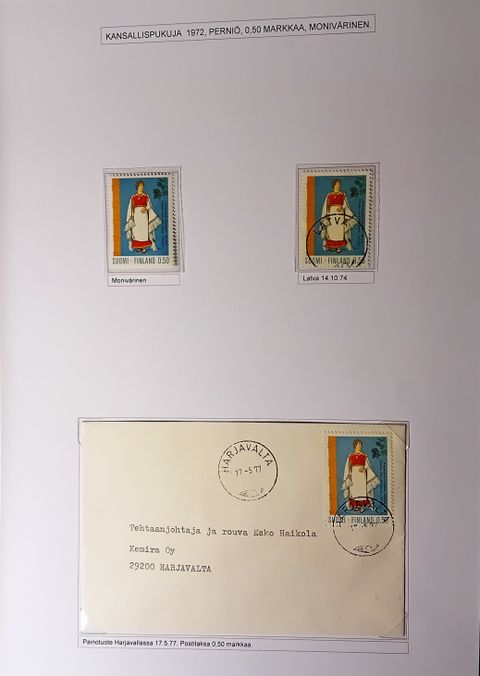 KANSALLISPUKUJA 1972, PERNIÖ, 0,50 MARKKAA, MONIVÄRINEN.
SUOMI - FINLAND 0,50
Monivärinen
LATVA
SUOMI - FINLAND 0,50
Latva 14.10.74
HARJAVALTA
17.-5.77
SUOMI - FINLAND 0,50
Tehtaanjohtaja ja rouva Esko Haikola
Kemira Oy
29200 HARJAVALTA
Painotuote Harjavallassa 17.5.77. Postitaksa 0,50 markkaa.